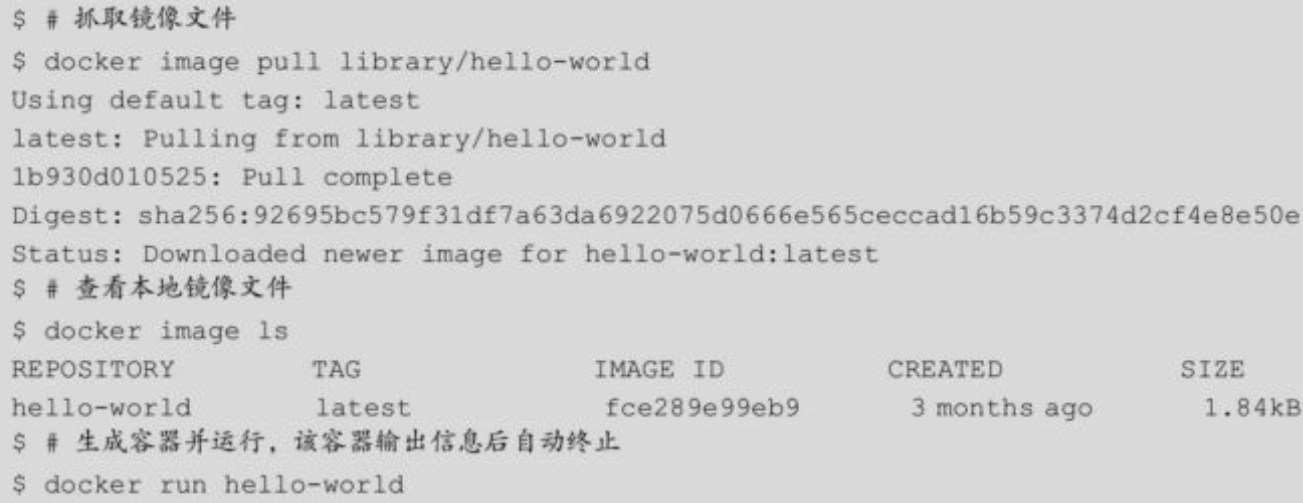 $ # 抓取镜像文件
$ docker image pull library/hello-world
Using default tag: latest
latest: Pulling from library/hello-world
1b930d010525: Pull complete
Digest: sha256:92695bc579f31df7a63da6922075d0666e565ceccad16b59c3374d2cf4e8e50e
Status: Downloaded newer image for hello-world:latest
$ # 查看本地镜像文件
$ docker image ls
REPOSITORY TAG IMAGE ID CREATED SIZE
hello-world latest fce289e99eb9 3 months ago 1.84kB
$ # 生成容器并运行，该容器输出信息后自动终止
$ docker run hello-world